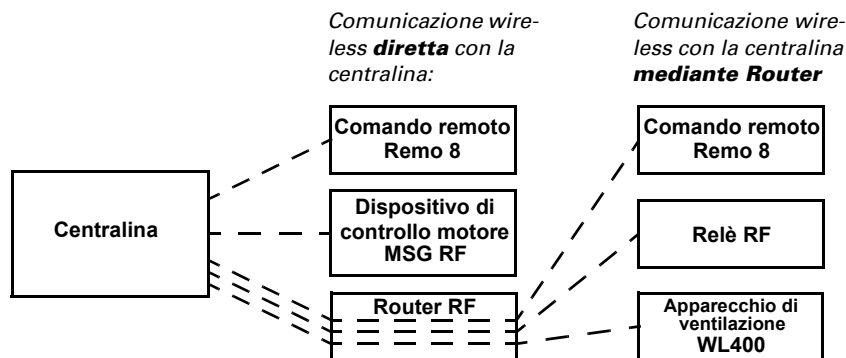 Comunicazione wire-
less diretta con la
centralina:
Comunicazione wire-
less con la centralina
mediante Router
Comando remoto
Remo 8
Comando remoto
Remo 8
Centralina
Dispositivo di
controllo motore
MSG RF
Relè RF
Router RF
Apparecchio di
ventilazione
WL400